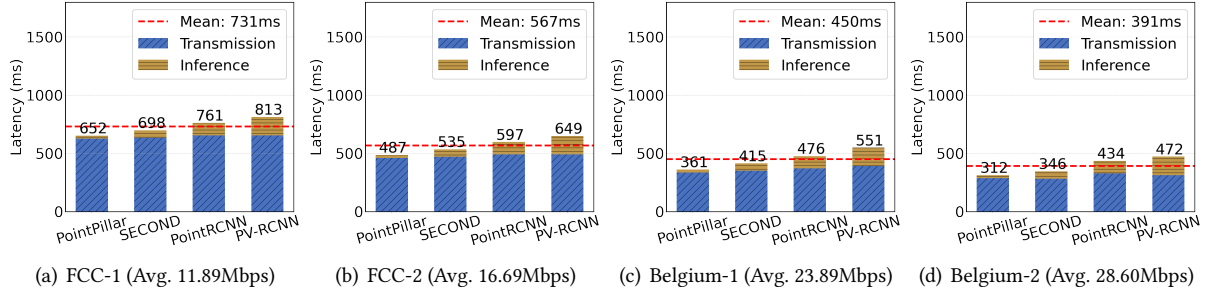 Latency (ms)
1500
1000
500
0
Mean: 731ms
Transmission
Inference
652
698
761
813
PointPillar
SECOND
PointRCNN
PV-RCNN
(a) FCC-1 (Avg. 11.89Mbps)
Latency (ms)
1500
1000
500
0
Mean: 567ms
Transmission
Inference
487
535
597
649
PointPillar
SECOND
PointRCNN
PV-RCNN
(b) FCC-2 (Avg. 16.69Mbps)
Latency (ms)
1500
1000
500
0
Mean: 450ms
Transmission
Inference
361
415
476
551
PointPillar
SECOND
PointRCNN
PV-RCNN
(c) Belgium-1 (Avg. 23.89Mbps)
Latency (ms)
1500
1000
500
0
Mean: 391ms
Transmission
Inference
312
346
434
472
PointPillar
SECOND
PointRCNN
PV-RCNN
(d) Belgium-2 (Avg. 28.60Mbps)